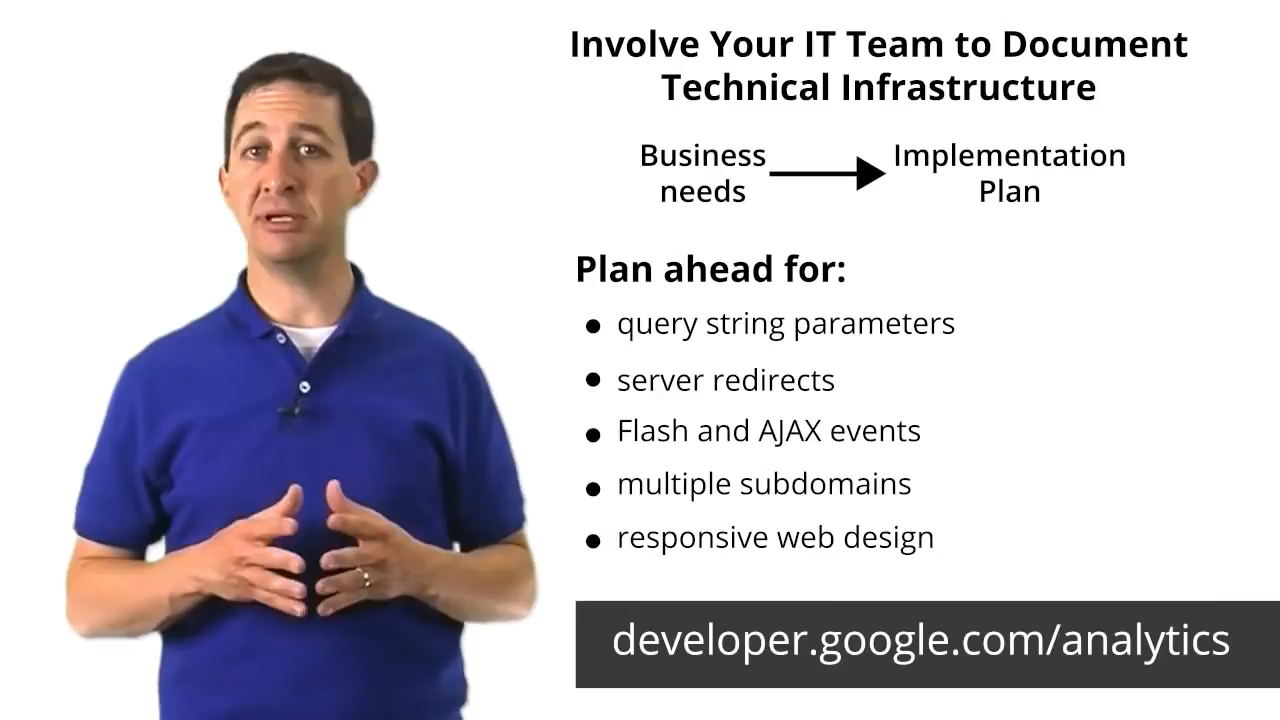 Involve Your IT Team to Document
Technical Infrastructure
Business
needs
Implementation
Plan
Plan ahead for:
• query string parameters
• server redirects
• Flash and AJAX events
• multiple subdomains
• responsive web design
developer.google.com/analytics